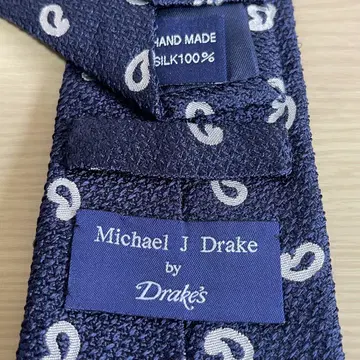 HAND MADE
SILK100%
Michael J Drake
by
Drake's